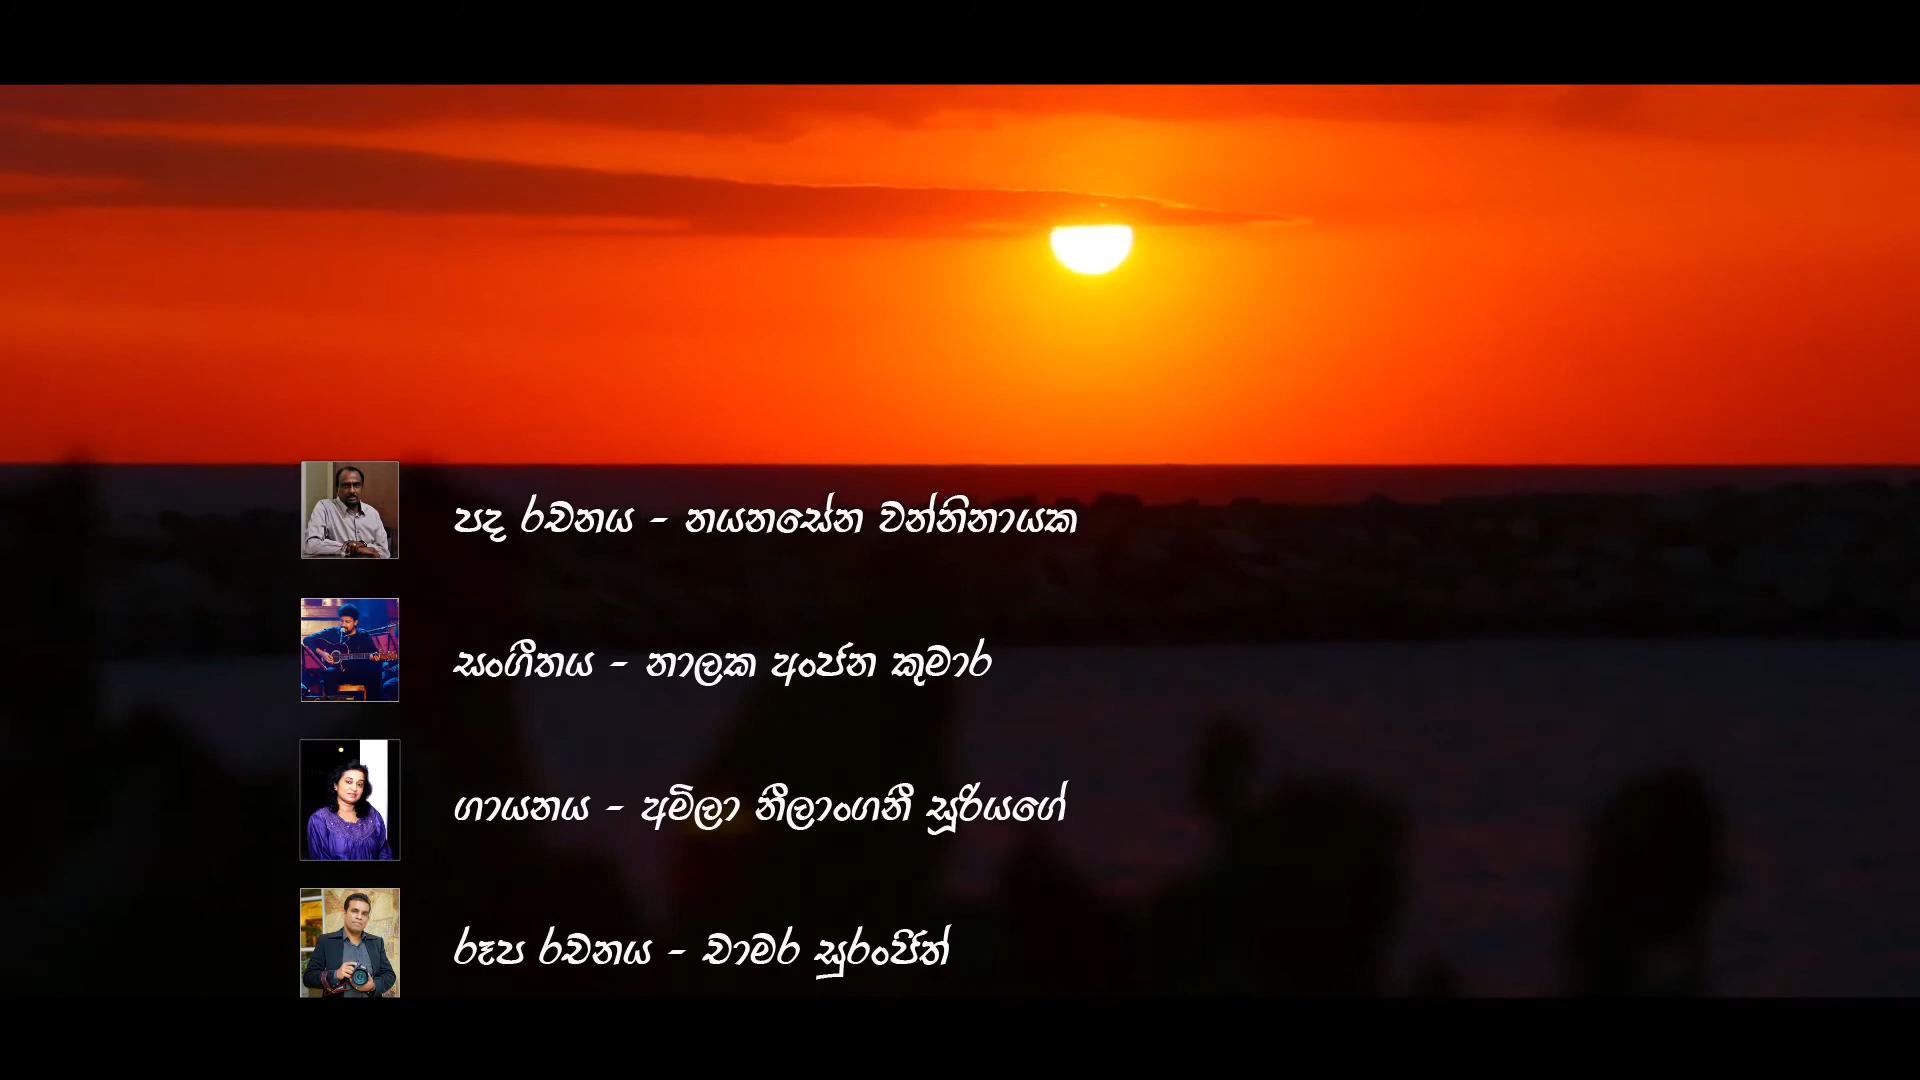 පද රචනය - නයනසේන වන්නිනායක
සංගීතය - නාලක අංජන කුමාර
ගායනය - අමිලා නීලාංගනී සූරියගේ
රූප රචනය - චාමර සුරංජිත්